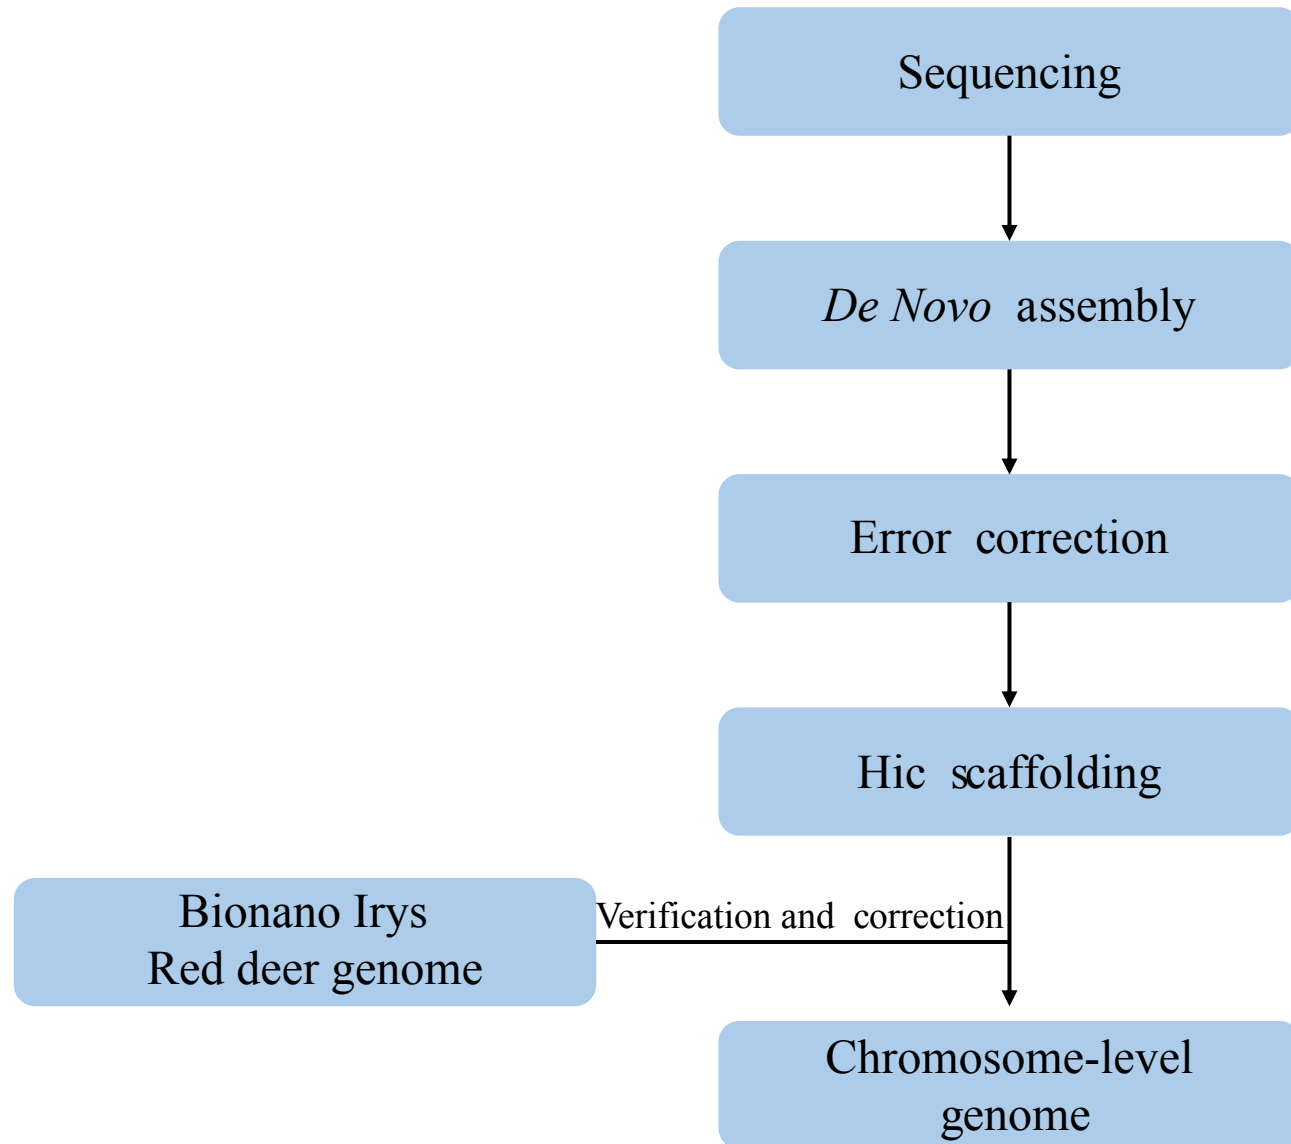 Sequencing
De Novo assembly
Error correction
Hic scaffolding
Bionano Irys
Red deer genome
Verification and correction
Chromosome-level
genome